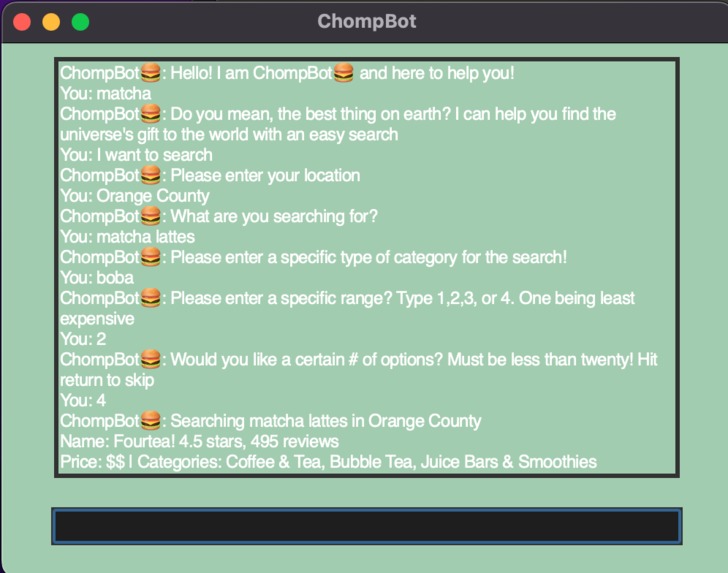 ChompBot
ChompBot🍔: Hello! I am ChompBot🍔 and here to help you!
You: matcha
ChompBot🍔: Do you mean, the best thing on earth? I can help you find the
universe's gift to the world with an easy search
You: I want to search
ChompBot🍔: Please enter your location
You: Orange County
ChompBot🍔: What are you searching for?
You: matcha lattes
ChompBot🍔: Please enter a specific type of category for the search!
You: boba
ChompBot🍔: Please enter a specific range? Type 1,2,3, or 4. One being least
expensive
You: 2
ChompBot🍔: Would you like a certain # of options? Must be less than twenty! Hit
return to skip
You: 4
ChompBot🍔: Searching matcha lattes in Orange County
Name: Fourtea! 4.5 stars, 495 reviews
Price: $$ | Categories: Coffee & Tea, Bubble Tea, Juice Bars & Smoothies